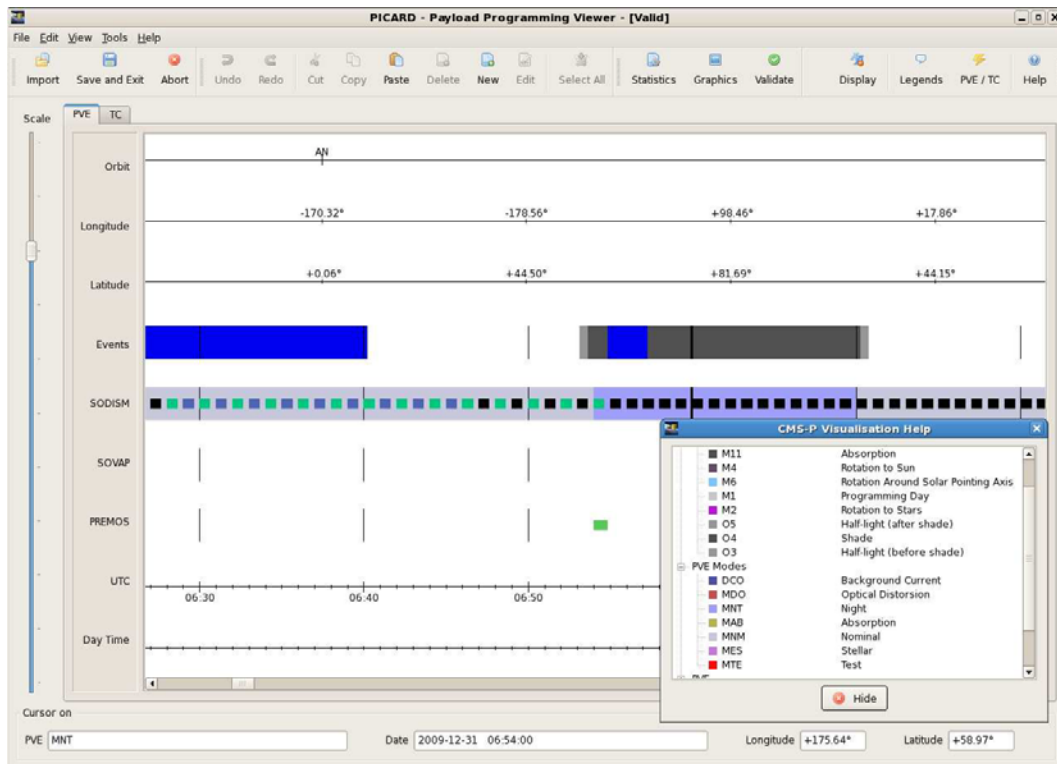 PICARD - Payload Programming Viewer - [Valid]
File Edit View Tools Help
Import Save and Exit Abort Undo Redo Cut Copy Paste Delete New Edit Select All Statistics Graphics Validate Display Legends PVE / TC Help
Scale
PVE TC
Orbit AN
Longitude -170.32° -178.56° +98.46° +17.86°
Latitude +0.06° +44.50° +81.69° +44.15°
Events
SODISM
SOVAP
PREMOS
UTC 06:30 06:40 06:50
Day Time
CMS-P Visualisation Help
M11 Absorption
M4 Rotation to Sun
M6 Rotation Around Solar Pointing Axis
M1 Programming Day
M2 Rotation to Stars
O5 Half-light (after shade)
O4 Shade
O3 Half-light (before shade)
PVE Modes
DCO Background Current
MDO Optical Distorsion
MNT Night
MAB Absorption
MNM Nominal
MES Stellar
MTE Test
Hide
Cursor on
PVE MNT Date 2009-12-31 06:54:00 Longitude +175.64° Latitude +58.97°